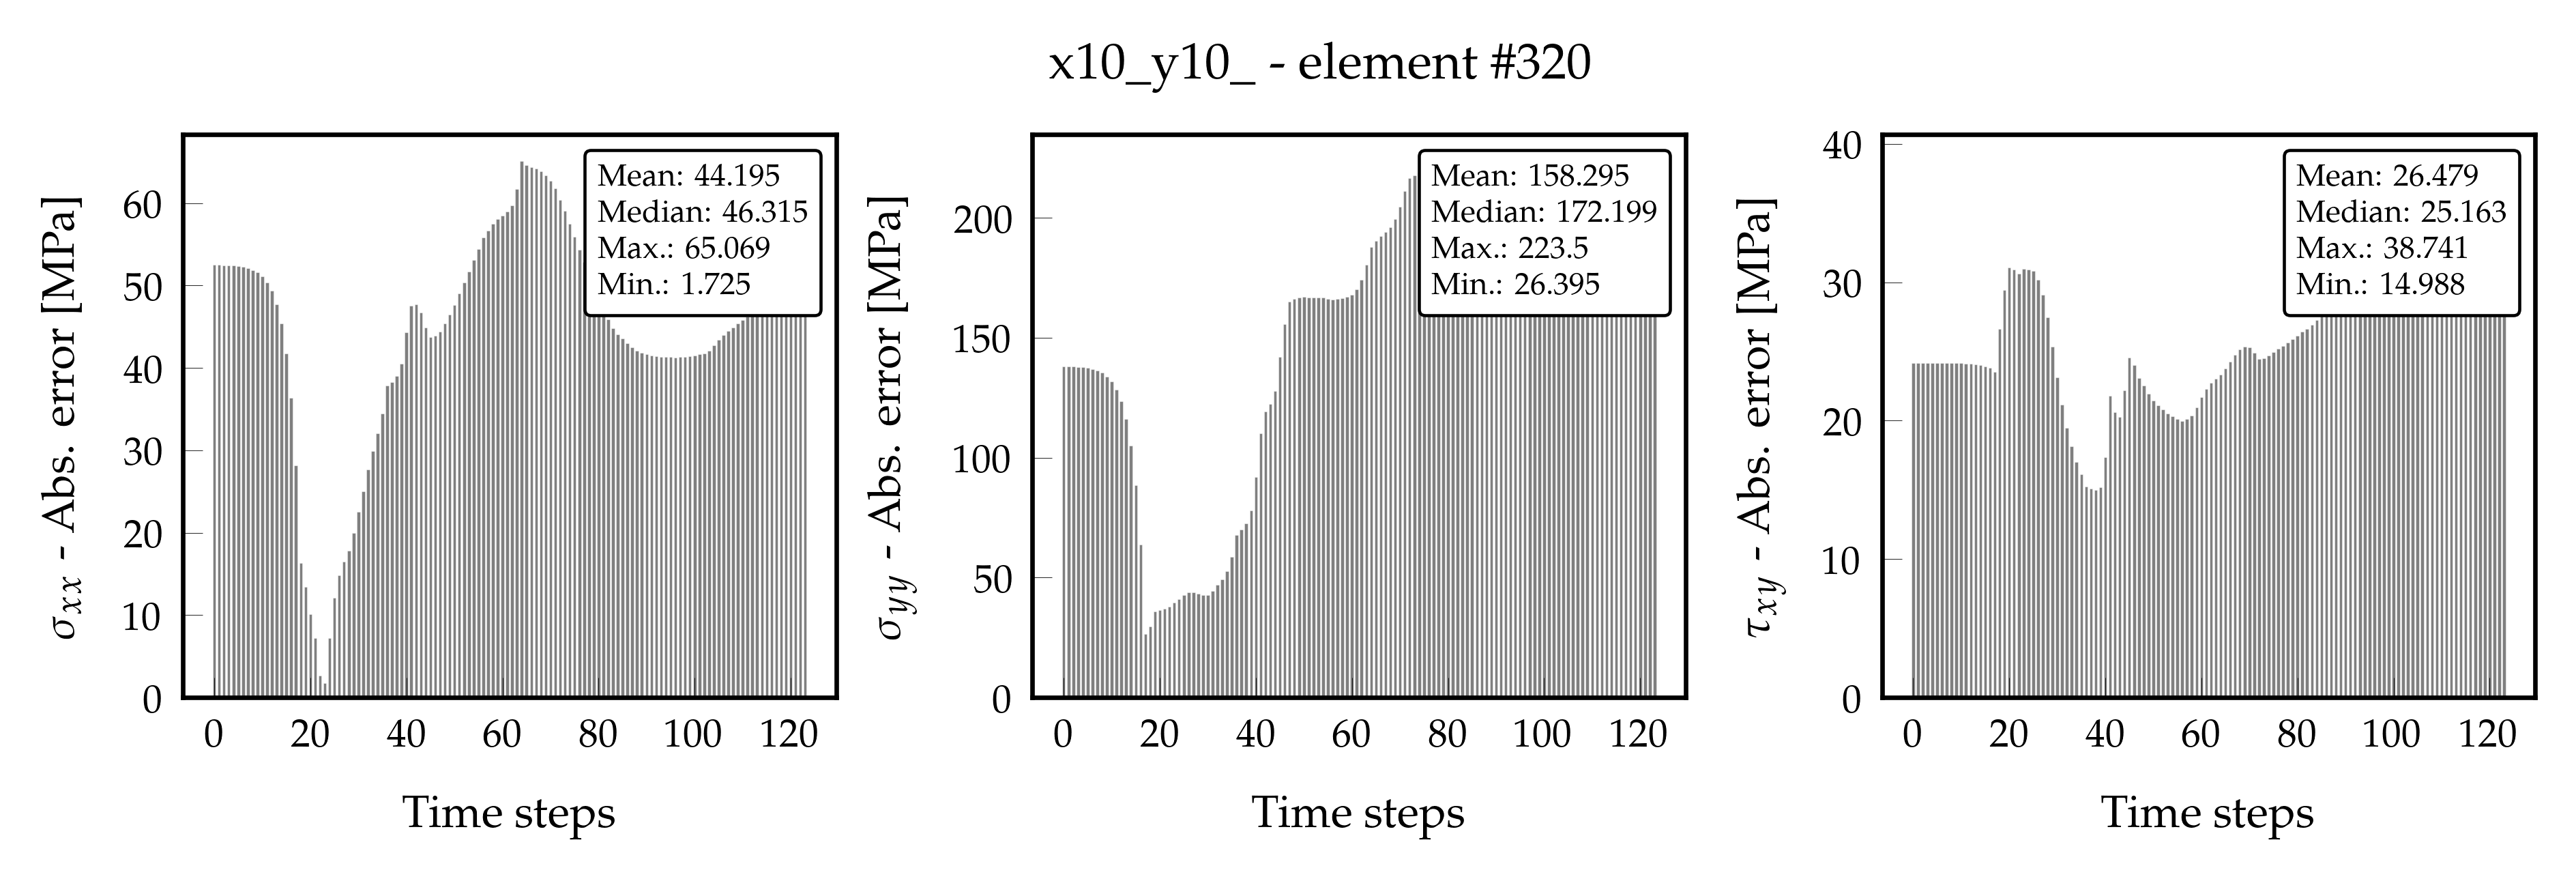 x10_y10_ - element #320
σxx - Abs. error [MPa]
60
50
40
30
20
10
0
Mean: 44.195
Median: 46.315
Max.: 65.069
Min.: 1.725
0 20 40 60 80 100 120
Time steps
σyy - Abs. error [MPa]
200
150
100
50
0
Mean: 158.295
Median: 172.199
Max.: 223.5
Min.: 26.395
0 20 40 60 80 100 120
Time steps
τxy - Abs. error [MPa]
40
30
20
10
0
Mean: 26.479
Median: 25.163
Max.: 38.741
Min.: 14.988
0 20 40 60 80 100 120
Time steps